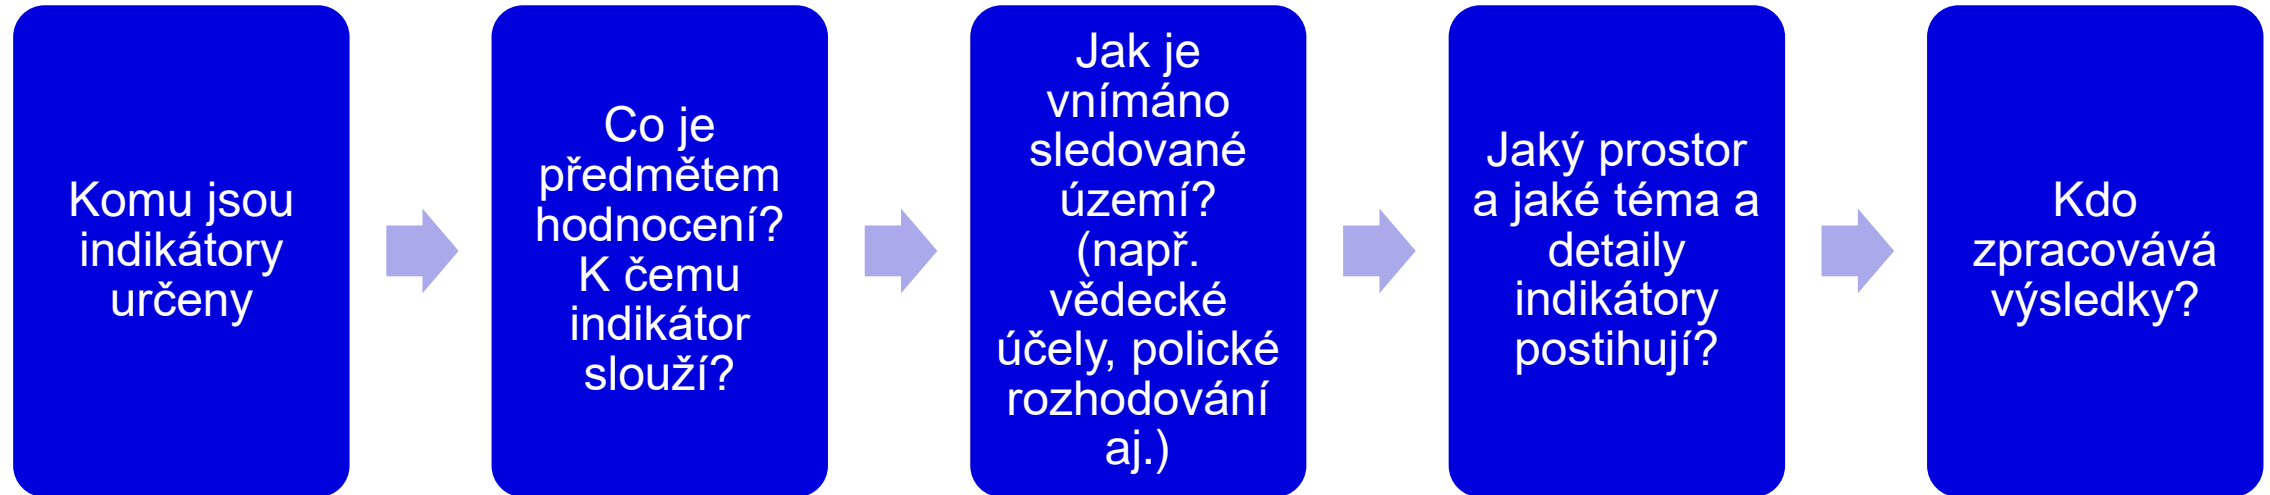 Komu jsou
indikátory
určeny
Co je
předmětem
hodnocení?
K čemu
indikátor
slouží?
Jak je
vnímáno
sledované
území?
(např.
vědecké
účely, polické
rozhodování
aj.)
Jaký prostor
a jaké téma a
detaily
indikátory
postihují?
Kdo
zpracovává
výsledky?